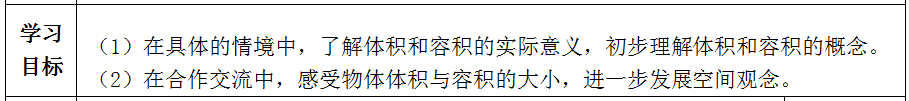 学习
目标
（1）在具体的情境中，了解体积和容积的实际意义，初步理解体积和容积的概念。
（2）在合作交流中，感受物体体积与容积的大小，进一步发展空间观念。